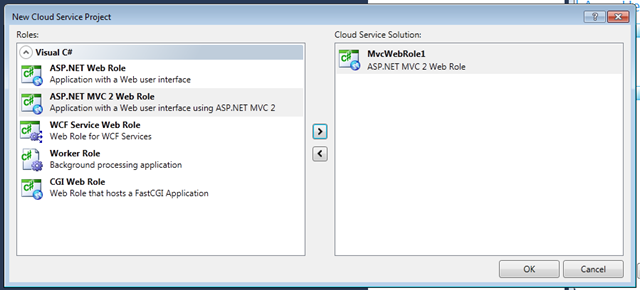 New Cloud Service Project
Roles:
Visual C#
ASP.NET Web Role
Application with a Web user interface
ASP.NET MVC 2 Web Role
Application with a Web user interface using ASP.NET MVC 2
WCF Service Web Role
Web Role for WCF Services
Worker Role
Background processing application
CGI Web Role
Web Role that hosts a FastCGI Application
Cloud Service Solution:
MvcWebRole1
ASP.NET MVC 2 Web Role
OK
Cancel